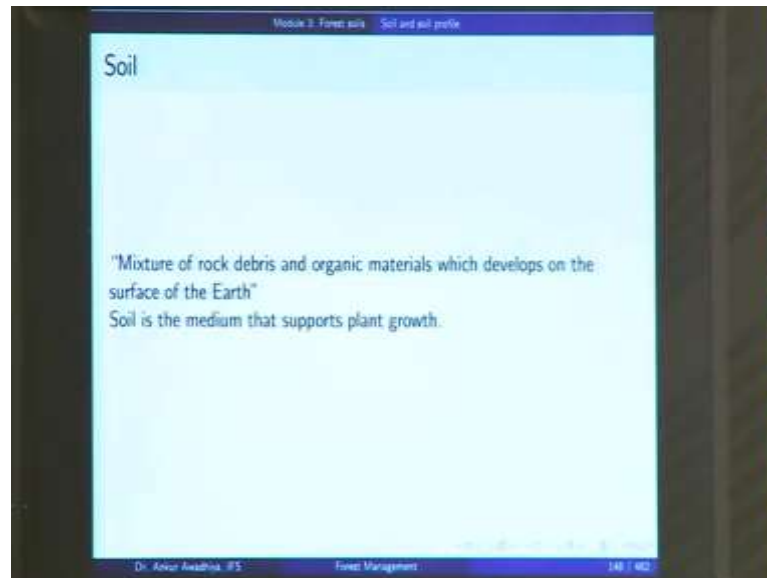 Module 3: Forest soils Soil and soil profile
Soil
"Mixture of rock debris and organic materials which develops on the
surface of the Earth"
Soil is the medium that supports plant growth.
Dr. Ankur Awadhiya, IFS Forest Management 148 / 482